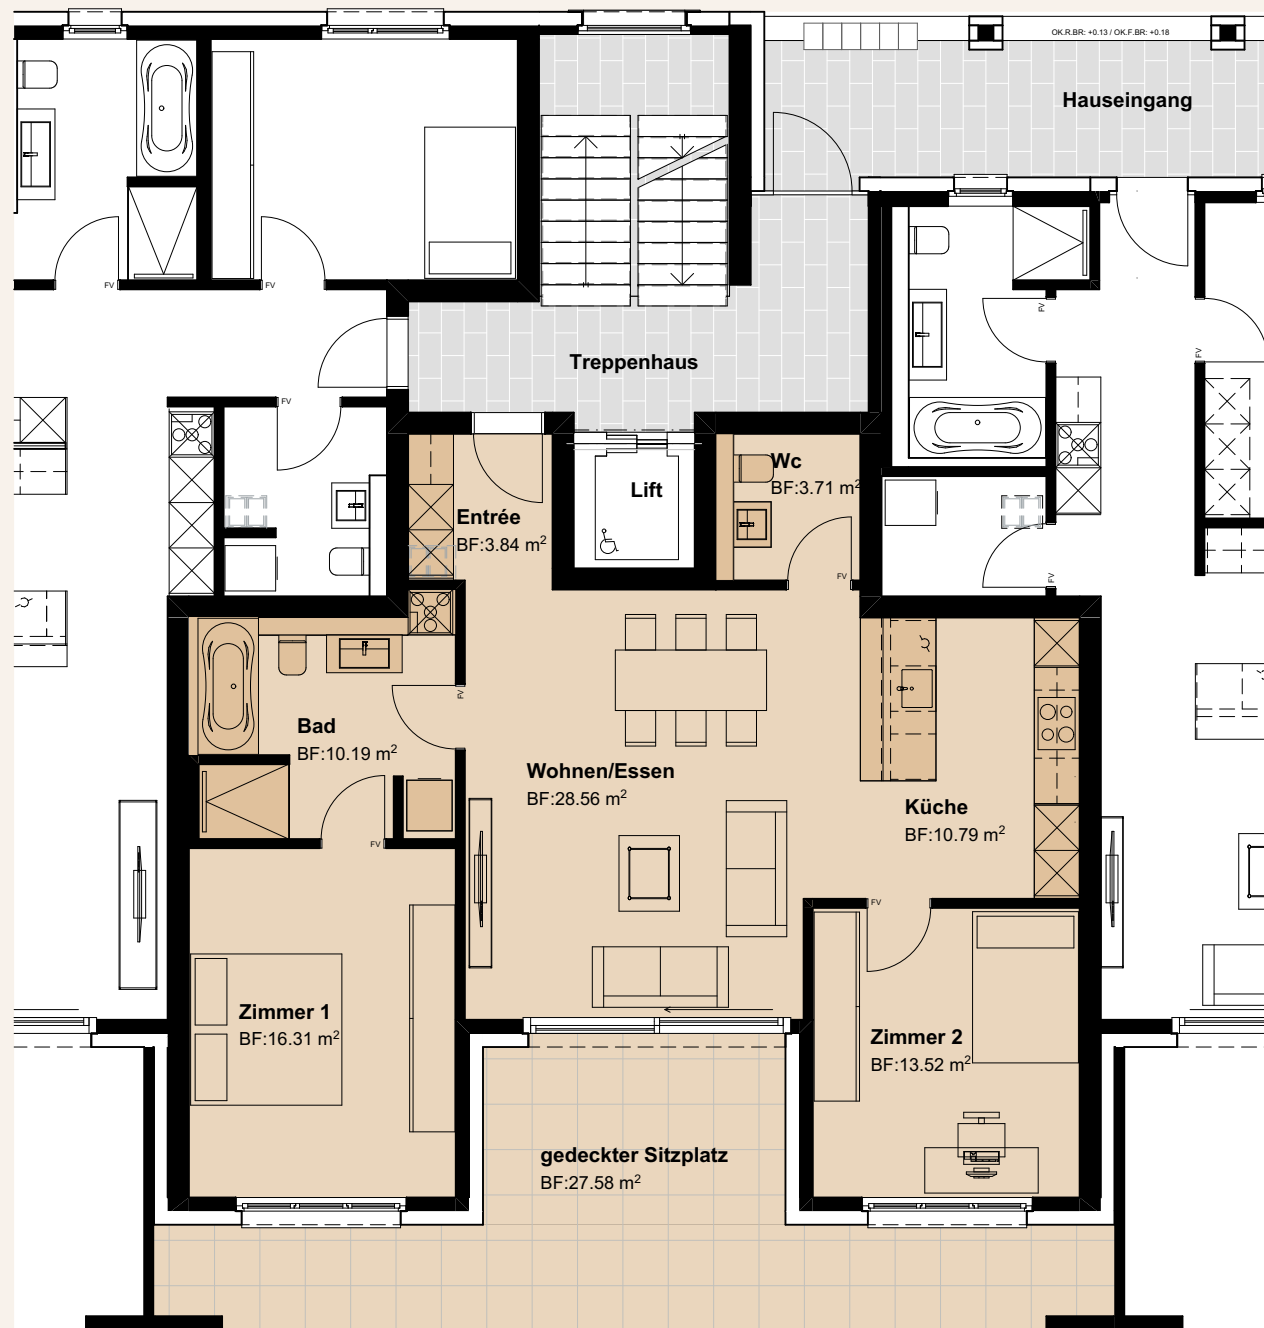 OK.R.BR: +0.13 / OK.F.BR: +0.18
Hauseingang
FV
FV
FV
FV
Treppenhaus
FV
Wc
BF:3.71 m²
Lift
Entrée
BF:3.84 m²
FV
FV
FV
Bad
BF:10.19 m²
Wohnen/Essen
BF:28.56 m²
Küche
BF:10.79 m²
FV
FV
Zimmer 1
BF:16.31 m²
Zimmer 2
BF:13.52 m²
gedeckter Sitzplatz
BF:27.58 m²